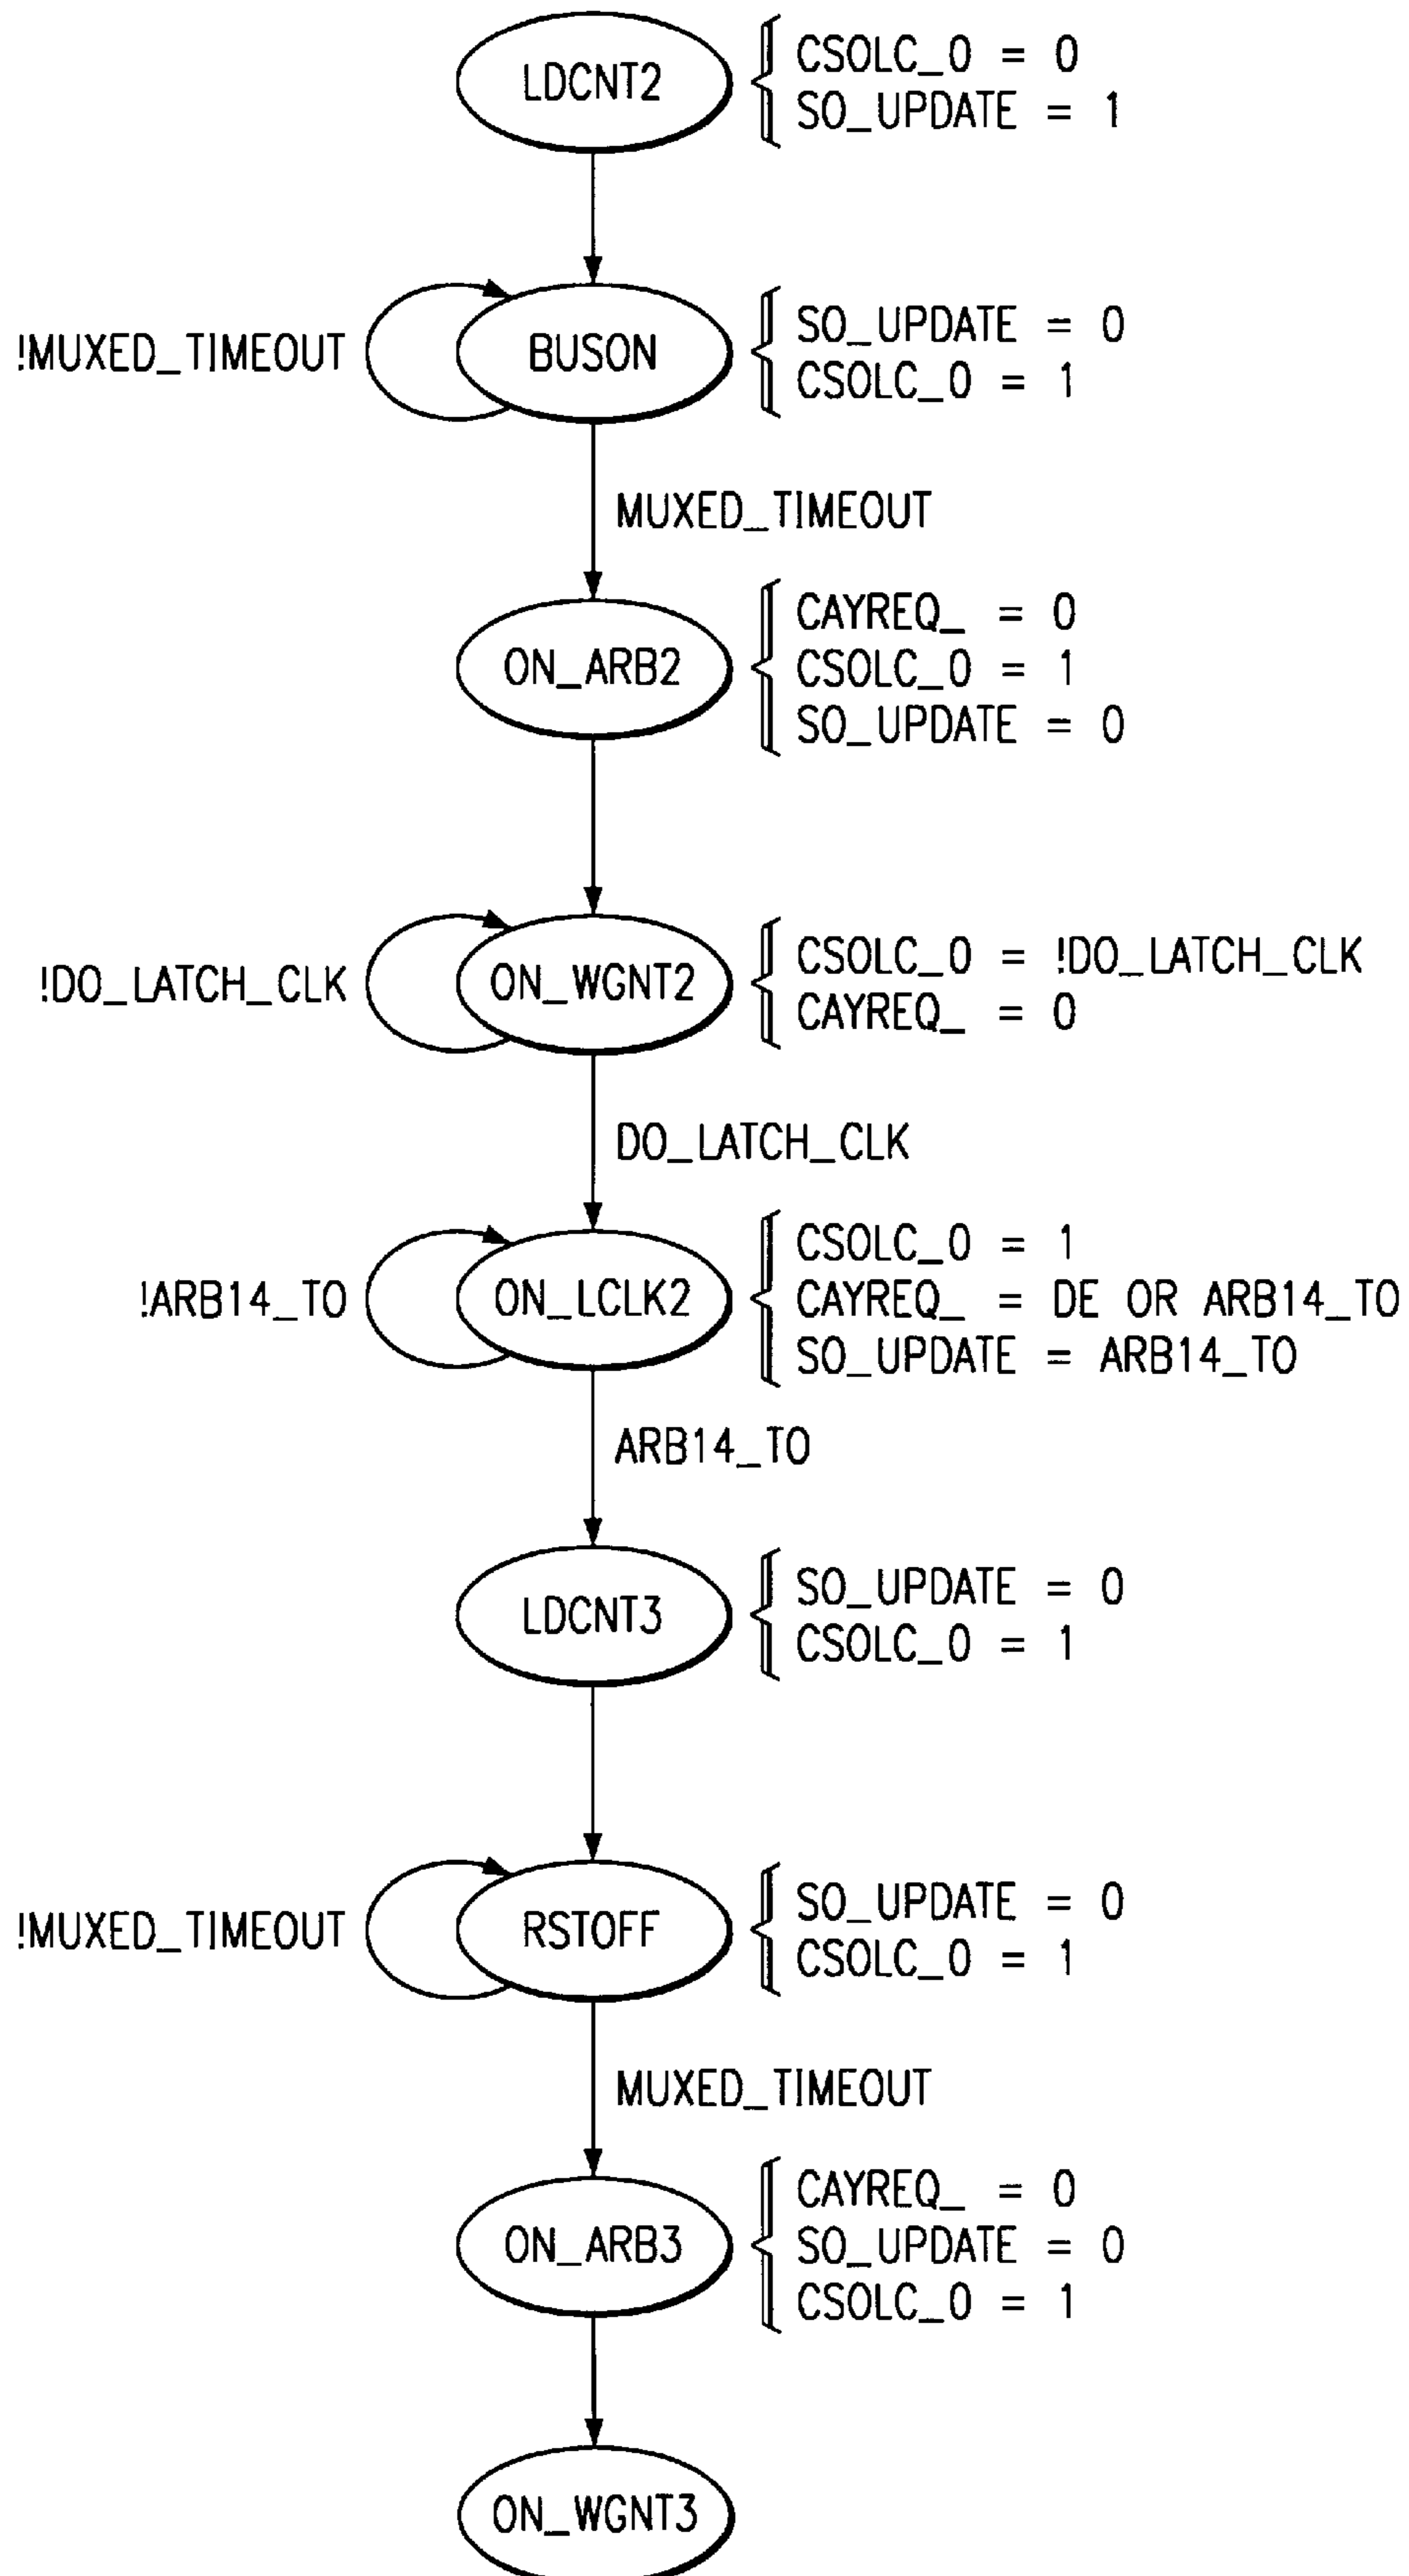 LDCNT2
CSOLC_0 = 0
SO_UPDATE = 1
!MUXED_TIMEOUT
BUSON
SO_UPDATE = 0
CSOLC_0 = 1
MUXED_TIMEOUT
ON_ARB2
CAYREQ_ = 0
CSOLC_0 = 1
SO_UPDATE = 0
!DO_LATCH_CLK
ON_WGNT2
CSOLC_0 = !DO_LATCH_CLK
CAYREQ_ = 0
DO_LATCH_CLK
!ARB14_TO
ON_LCLK2
CSOLC_0 = 1
CAYREQ_ = DE OR ARB14_TO
SO_UPDATE = ARB14_TO
ARB14_TO
LDCNT3
SO_UPDATE = 0
CSOLC_0 = 1
!MUXED_TIMEOUT
RSTOFF
SO_UPDATE = 0
CSOLC_0 = 1
MUXED_TIMEOUT
ON_ARB3
CAYREQ_ = 0
SO_UPDATE = 0
CSOLC_0 = 1
ON_WGNT3